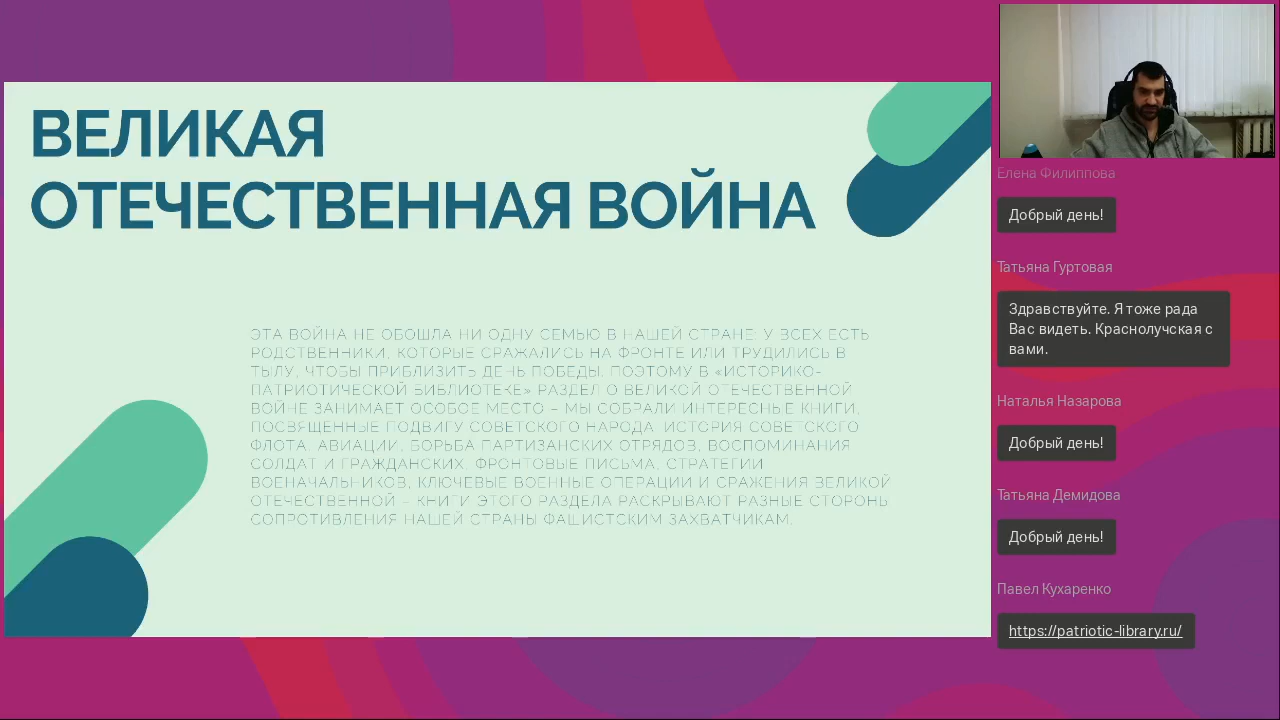 ВЕЛИКАЯ
ОТЕЧЕСТВЕННАЯ ВОЙНА
ЭТА ВОЙНА НЕ ОБОШЛА НИ ОДНУ СЕМЬЮ В НАШЕЙ СТРАНЕ: У ВСЕХ ЕСТЬ
РОДСТВЕННИКИ, КОТОРЫЕ СРАЖАЛИСЬ НА ФРОНТЕ ИЛИ ТРУДИЛИСЬ В
ТЫЛУ, ЧТОБЫ ПРИБЛИЗИТЬ ДЕНЬ ПОБЕДЫ. ПОЭТОМУ В «ИСТОРИКО-
ПАТРИОТИЧЕСКОЙ БИБЛИОТЕКЕ» РАЗДЕЛ О ВЕЛИКОЙ ОТЕЧЕСТВЕННОЙ
ВОЙНЕ ЗАНИМАЕТ ОСОБОЕ МЕСТО – МЫ СОБРАЛИ ИНТЕРЕСНЫЕ КНИГИ,
ПОСВЯЩЕННЫЕ ПОДВИГУ СОВЕТСКОГО НАРОДА. ИСТОРИЯ СОВЕТСКОГО
ФЛОТА, АВИАЦИИ, БОРЬБА ПАРТИЗАНСКИХ ОТРЯДОВ, ВОСПОМИНАНИЯ
СОЛДАТ И ГРАЖДАНСКИХ, ФРОНТОВЫЕ ПИСЬМА, СТРАТЕГИИ
ВОЕНАЧАЛЬНИКОВ, КЛЮЧЕВЫЕ ВОЕННЫЕ ОПЕРАЦИИ И СРАЖЕНИЯ ВЕЛИКОЙ
ОТЕЧЕСТВЕННОЙ – КНИГИ ЭТОГО РАЗДЕЛА РАСКРЫВАЮТ РАЗНЫЕ СТОРОНЫ
СОПРОТИВЛЕНИЯ НАШЕЙ СТРАНЫ ФАШИСТСКИМ ЗАХВАТЧИКАМ.
Елена Филиппова
Добрый день!
Татьяна Гуртовая
Здравствуйте. Я тоже рада
Вас видеть. Краснолучская с
вами.
Наталья Назарова
Добрый день!
Татьяна Демидова
Добрый день!
Павел Кухаренко
https://patriotic-library.ru/